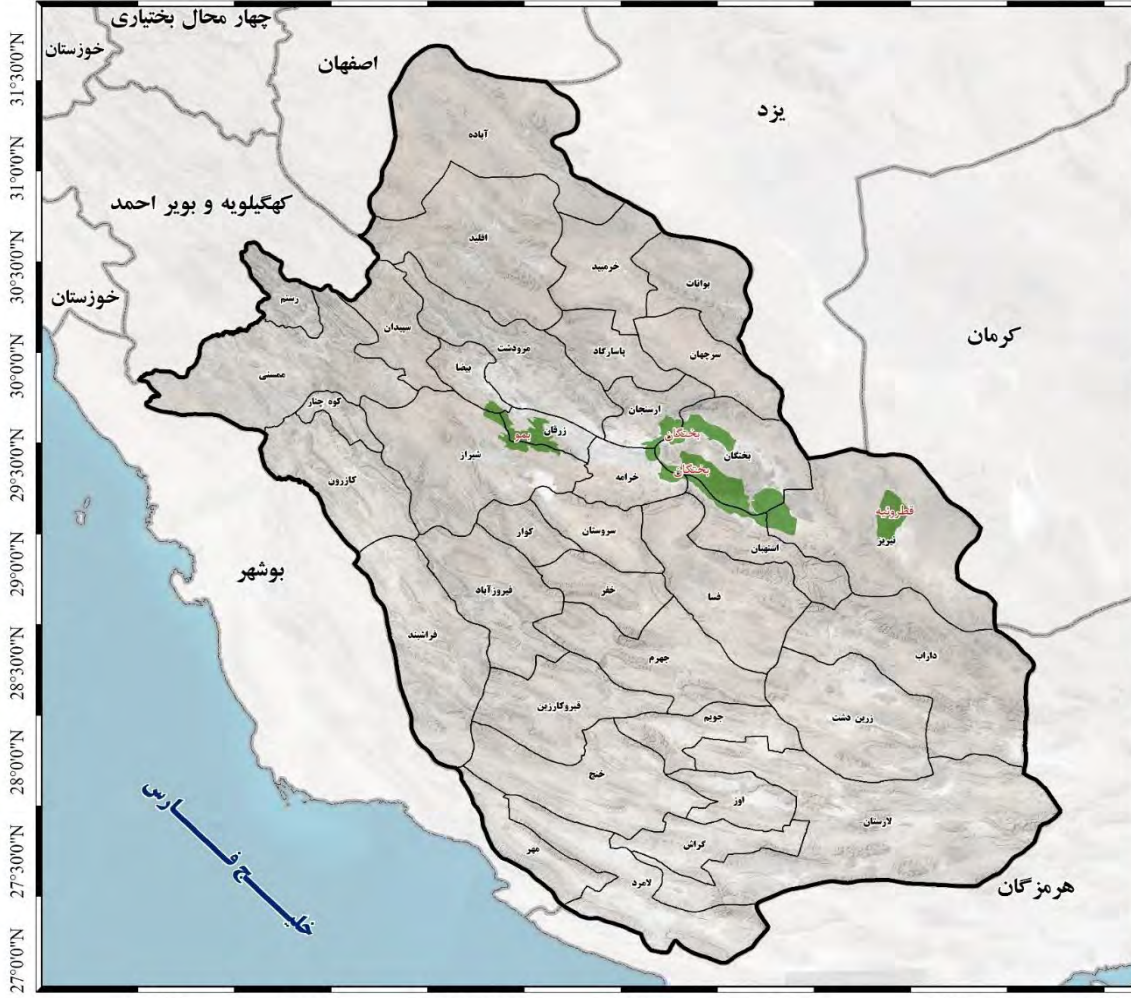 چهار محال بختیاری
خوزستان
اصفهان
یزد
آباده
کهگیلویه و بویر احمد
اقلید
خرمبید
بوانات
خوزستان
رستم
سپیدان
کرمان
مرودشت
پاسارگاد
سرچهان
بیضا
ممسنی
کوه چنار
ارسنجان
زرقان
بمو
بختگان
بختگان
شیراز
بختگان
خرامه
کازرون
قطروئیه
نیریز
کوار
سروستان
استهبان
بوشهر
فیروزآباد
خفر
فسا
فراشبند
جهرم
داراب
قیروکارزین
جویم
زرین دشت
خنج
اوز
لارستان
گراش
مهر
لامرد
هرمزگان
خلیج فارس
31°30'0"N
31°0'0"N
30°30'0"N
30°0'0"N
29°30'0"N
29°0'0"N
28°30'0"N
28°0'0"N
27°30'0"N
27°0'0"N